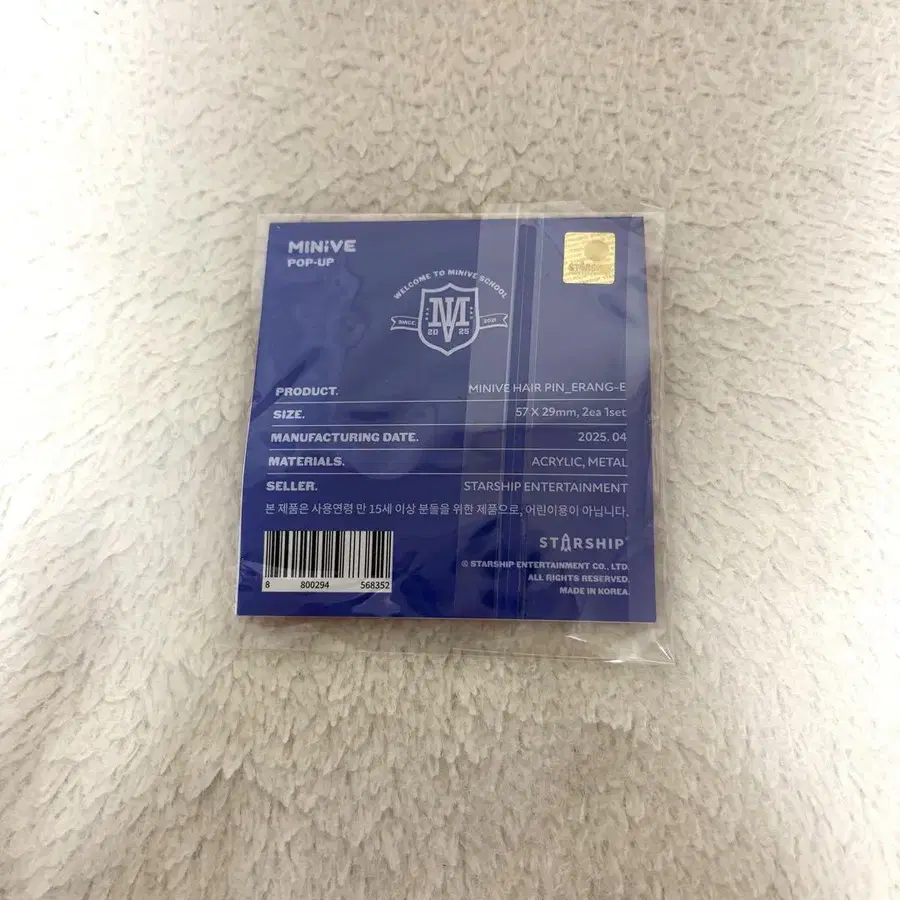 MINIVE
POP-UP
STARSHIP
WELCOME TO MINIVE SCHOOL
SINCE. 2021
MV
20 25
PRODUCT. MINIVE HAIR PIN_ERANG-E
SIZE. 57 X 29mm, 2ea 1set
MANUFACTURING DATE. 2025. 04
MATERIALS. ACRYLIC, METAL
SELLER. STARSHIP ENTERTAINMENT
본 제품은 사용연령 만 15세 이상 분들을 위한 제품으로, 어린이용이 아닙니다.
STARSHIP
© STARSHIP ENTERTAINMENT CO., LTD.
ALL RIGHTS RESERVED.
MADE IN KOREA.
8 800294 568352